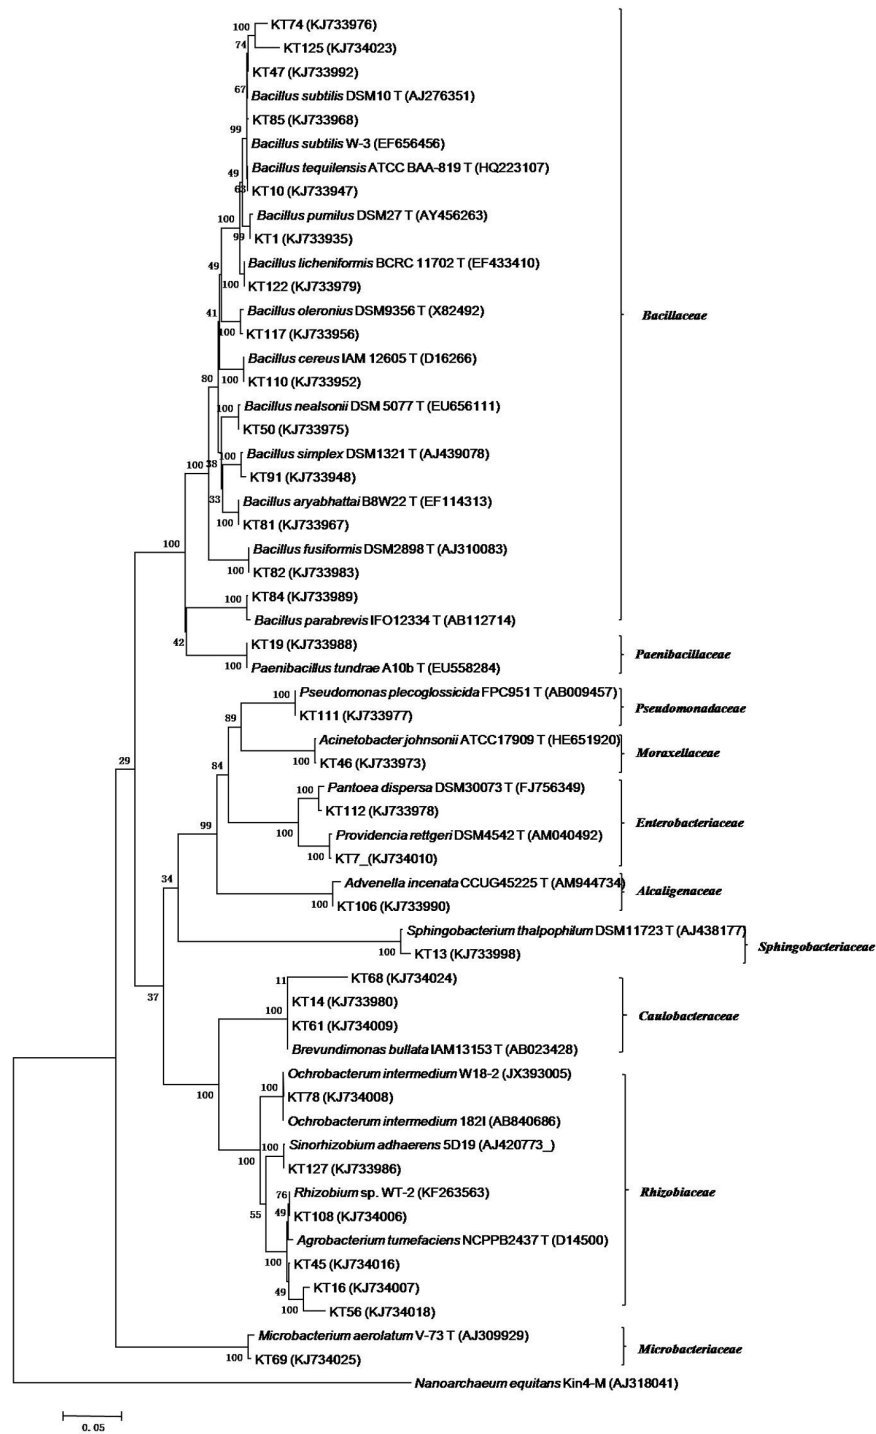 100
KT74 (KJ733976)
74
KT125 (KJ734023)
KT47 (KJ733992)
67
Bacillus subtilis DSM10 T (AJ276351)
KT85 (KJ733968)
99
Bacillus subtilis W-3 (EF656456)
49
Bacillus tequilensis ATCC BAA-819 T (HQ223107)
63
KT10 (KJ733947)
100
Bacillus pumilus DSM27 T (AY456263)
99
KT1 (KJ733935)
49
Bacillus licheniformis BCRC 11702 T (EF433410)
100
KT122 (KJ733979)
41
Bacillus oleronius DSM9356 T (X82492)
Bacillaceae
100
KT117 (KJ733956)
Bacillus cereus IAM 12605 T (D16266)
80
100
KT110 (KJ733952)
100
Bacillus nealsonii DSM 5077 T (EU656111)
KT50 (KJ733975)
100
Bacillus simplex DSM1321 T (AJ439078)
100
38
KT91 (KJ733948)
33
Bacillus aryabhattai B8W22 T (EF114313)
100
KT81 (KJ733967)
100
Bacillus fusiformis DSM2898 T (AJ310083)
100
KT82 (KJ733983)
100
KT84 (KJ733989)
Bacillus parabrevis IFO12334 T (AB112714)
42
KT19 (KJ733988)
Paenibacillaceae
100
Paenibacillus tundrae A10b T (EU558284)
100
Pseudomonas plecoglossicida FPC951 T (AB009457)
Pseudomonadaceae
89
KT111 (KJ733977)
Acinetobacter johnsonii ATCC17909 T (HE651920)
Moraxellaceae
29
84
100
KT46 (KJ733973)
100
Pantoea dispersa DSM30073 T (FJ756349)
KT112 (KJ733978)
Enterobacteriaceae
99
100
Providencia rettgeri DSM4542 T (AM040492)
100
KT7_(KJ734010)
34
Advenella incenata CCUG45225 T (AM944734)
Alcaligenaceae
100
KT106 (KJ733990)
Sphingobacterium thalpophilum DSM11723 T (AJ438177)
Sphingobacteriaceae
100
KT13 (KJ733998)
11
KT68 (KJ734024)
37
KT14 (KJ733980)
100
Caulobacteraceae
KT61 (KJ734009)
Brevundimonas bullata IAM13153 T (AB023428)
Ochrobacterum intermedium W18-2 (JX393005)
100
100
KT78 (KJ734008)
Ochrobacterum intermedium 182I (AB840686)
100
100
Sinorhizobium adhaerens 5D19 (AJ420773_)
KT127 (KJ733986)
76
Rhizobium sp. WT-2 (KF263563)
Rhizobiaceae
55
49
KT108 (KJ734006)
Agrobacterium tumefaciens NCPPB2437 T (D14500)
100
KT45 (KJ734016)
49
KT16 (KJ734007)
100
KT56 (KJ734018)
Microbacterium aerolatum V-73 T (AJ309929)
Microbacteriaceae
100
KT69 (KJ734025)
Nanoarchaeum equitans Kin4-M (AJ318041)
0.05